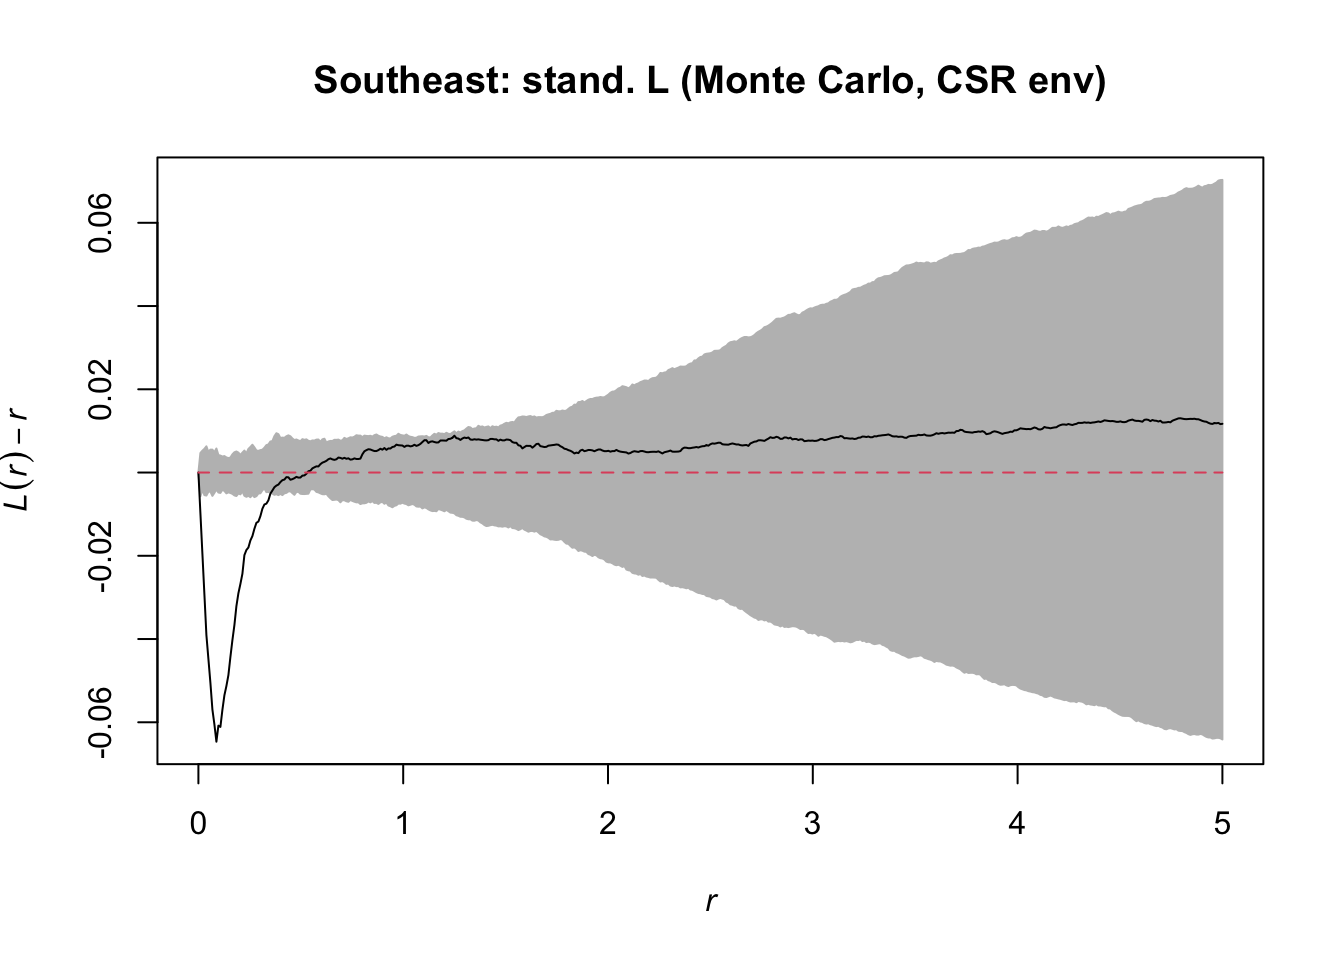 Southeast: stand. L (Monte Carlo, CSR env)
L(r) − r
0.06
0.02
-0.02
-0.06
0 1 2 3 4 5
r